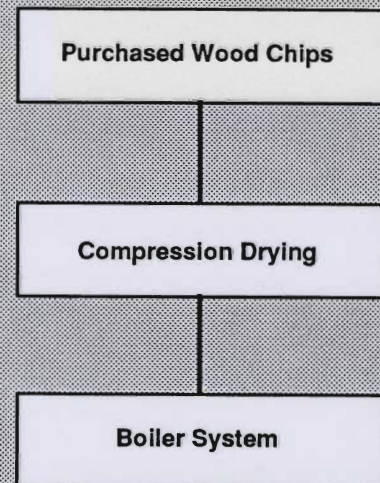 Purchased Wood Chips
Compression Drying
Boiler System